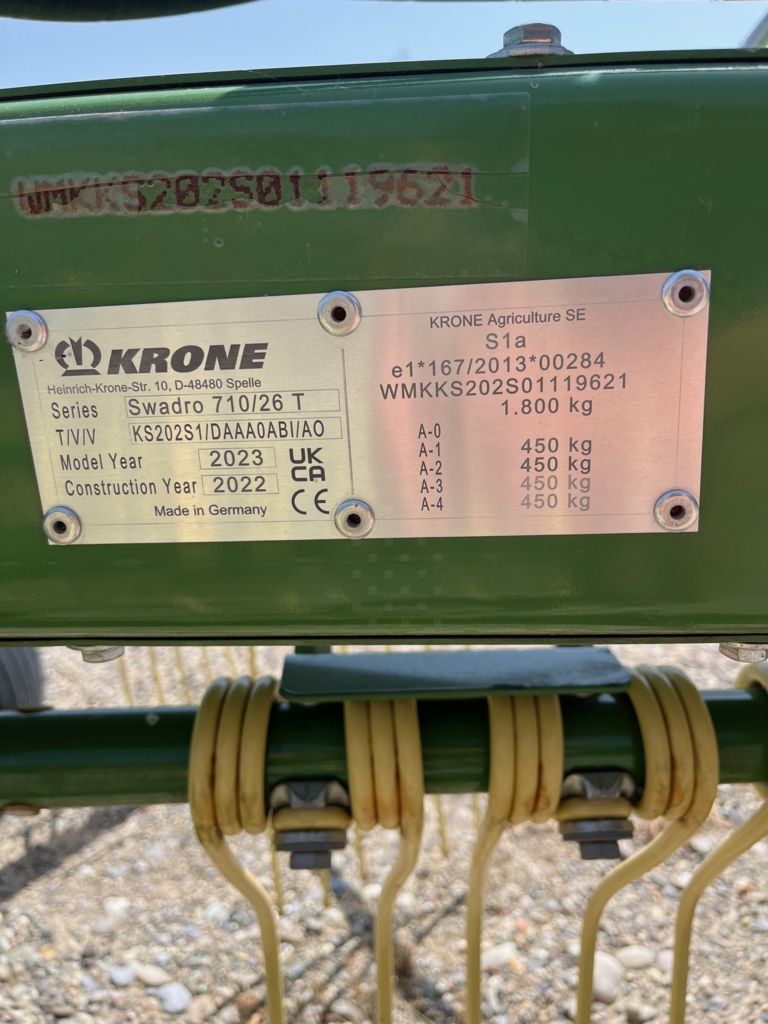 WMKKS202S01119621
KRONE
Heinrich-Krone-Str. 10, D-48480 Spelle
Series Swadro 710/26 T
T/V/V KS202S1/DAAA0ABI/AO
Model Year 2023
Construction Year 2022
UK
CA
CE
Made in Germany
KRONE Agriculture SE
S1a
e1*167/2013*00284
WMKKS202S01119621
1.800 kg
A-0
A-1 450 kg
A-2 450 kg
A-3 450 kg
A-4 450 kg